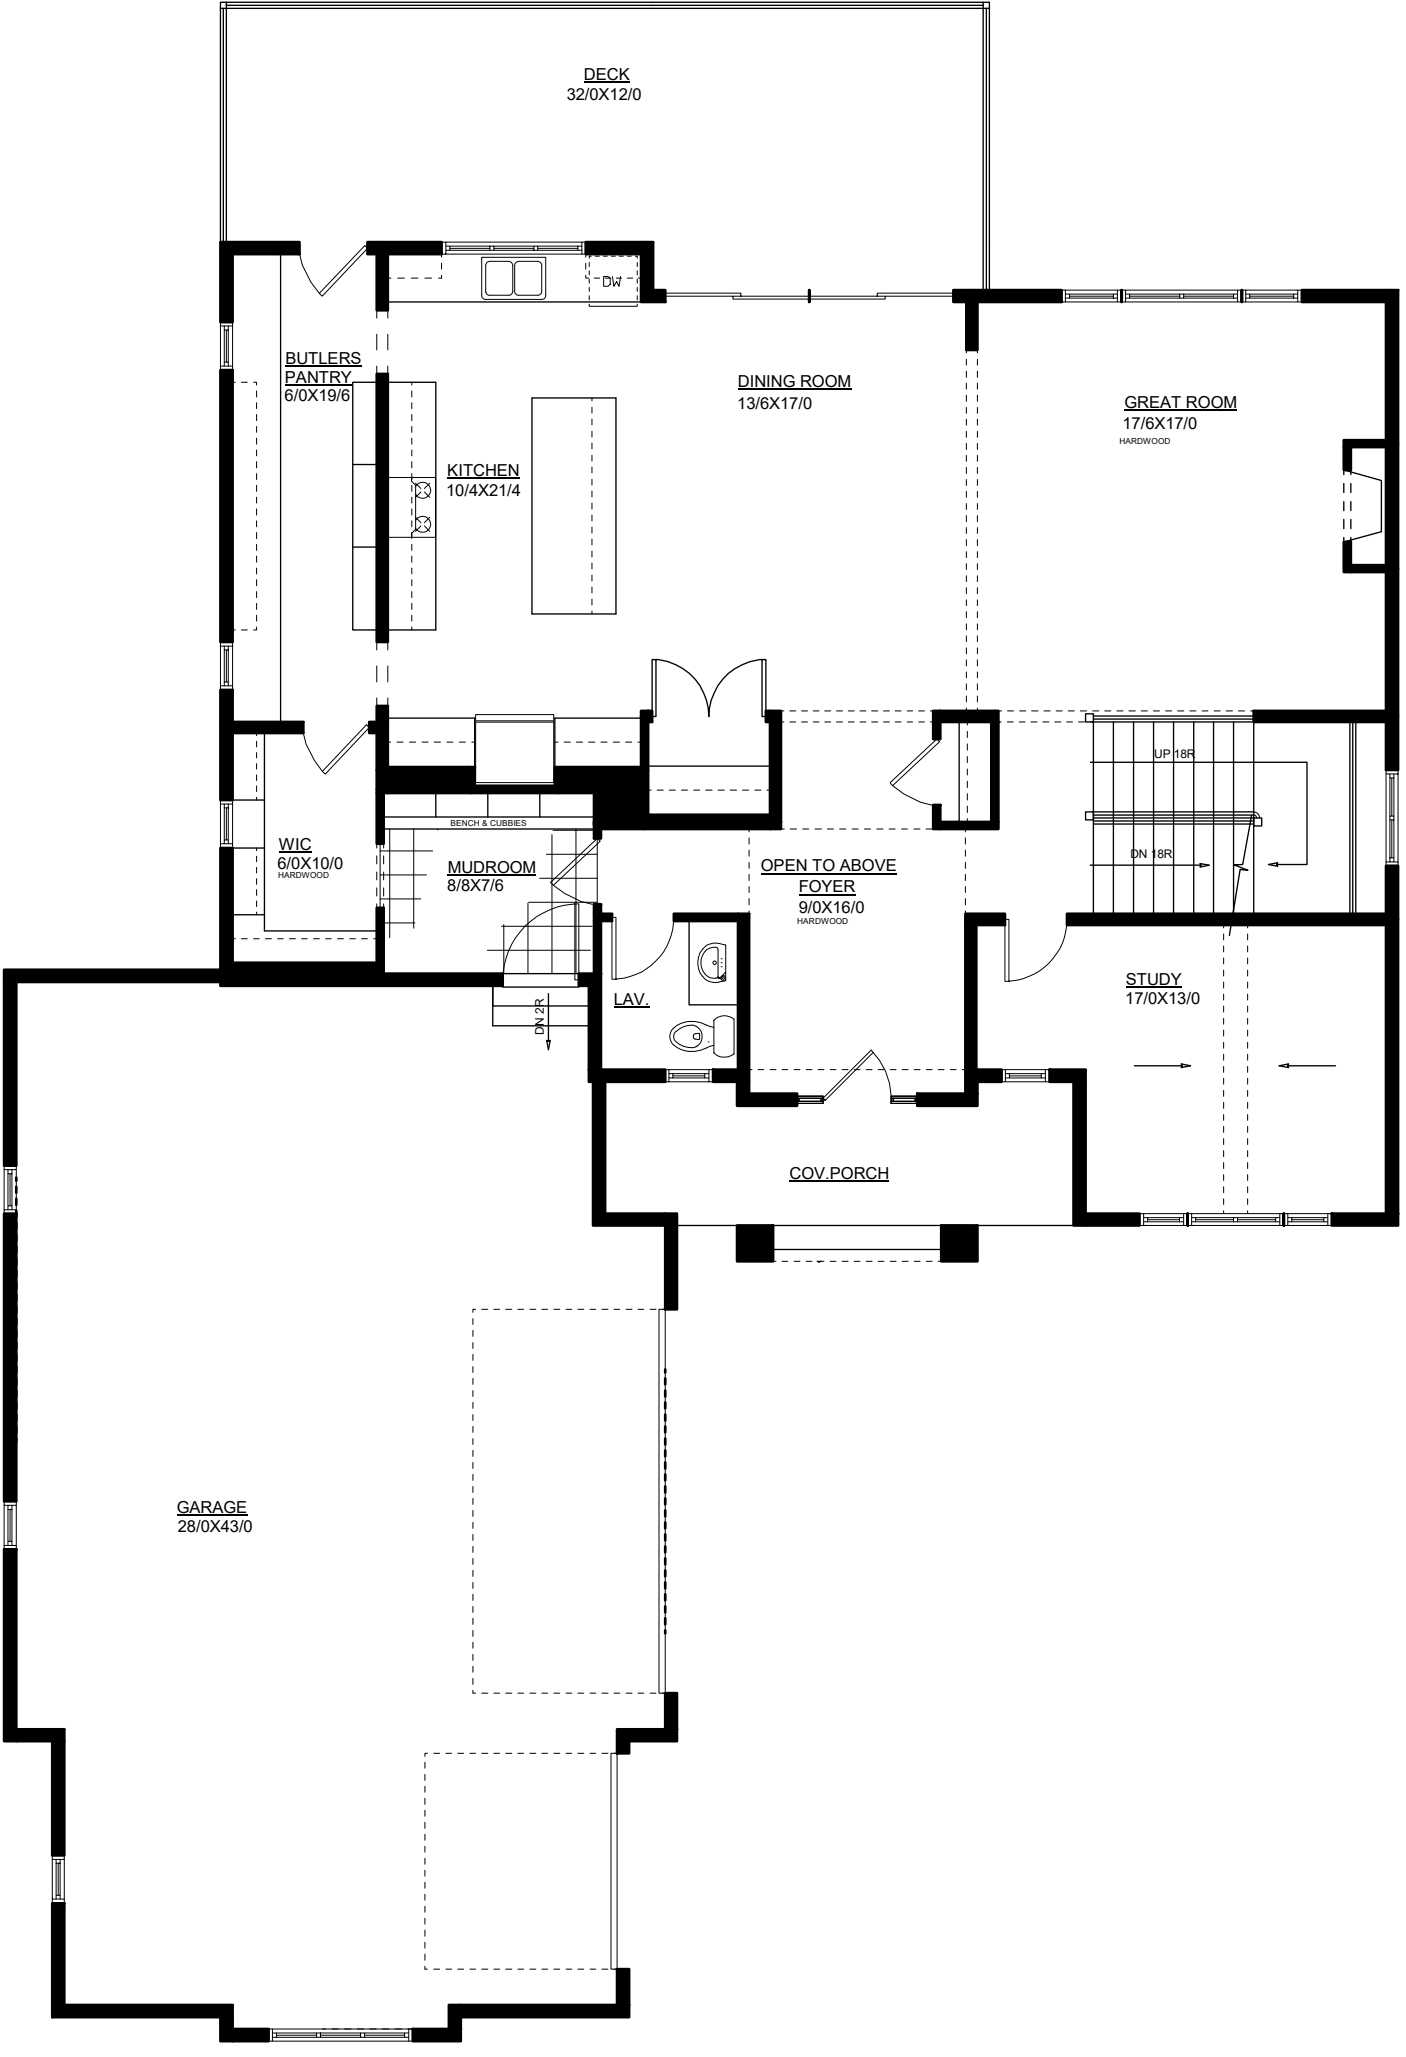 DECK
32/0X12/0
DW
BUTLERS
PANTRY
6/0X19/6
DINING ROOM
13/6X17/0
GREAT ROOM
17/6X17/0
HARDWOOD
KITCHEN
10/4X21/4
UP 18R
BENCH & CUBBIES
WIC
6/0X10/0
HARDWOOD
MUDROOM
8/8X7/6
OPEN TO ABOVE
FOYER
9/0X16/0
HARDWOOD
DN 18R
STUDY
17/0X13/0
LAV.
DN 2R
COV.PORCH
GARAGE
28/0X43/0